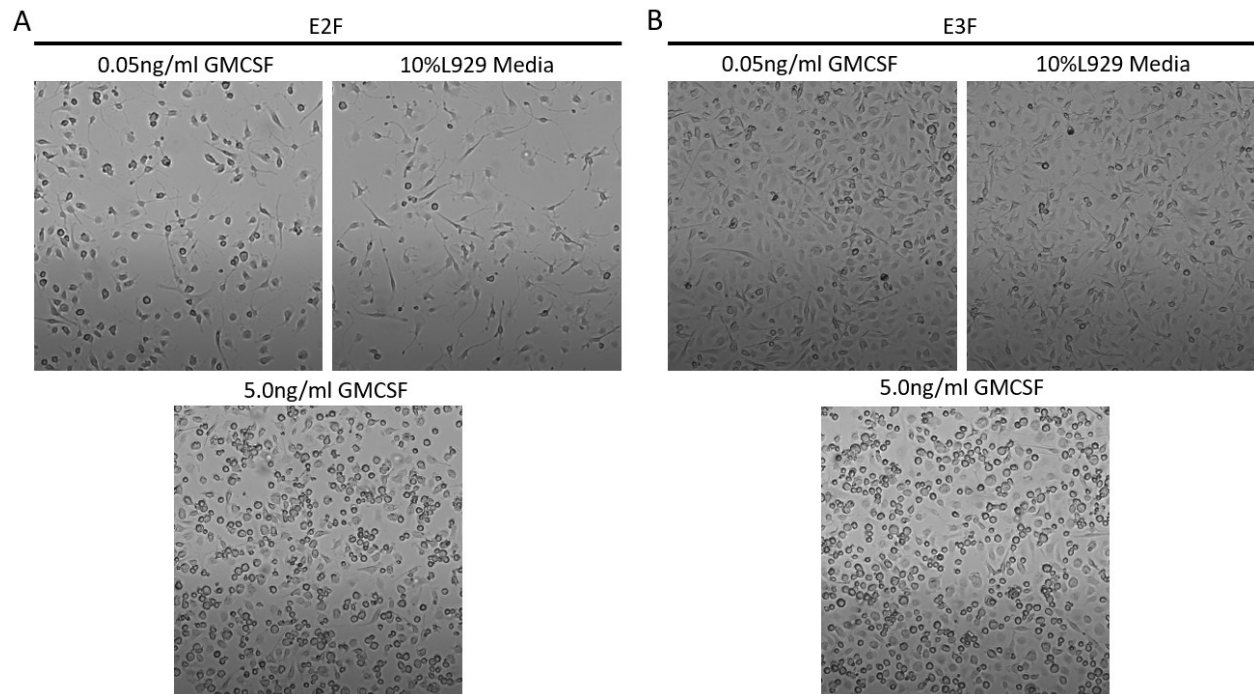 A
E2F
0.05ng/ml GMCSF
10%L929 Media
5.0ng/ml GMCSF
B
E3F
0.05ng/ml GMCSF
10%L929 Media
5.0ng/ml GMCSF